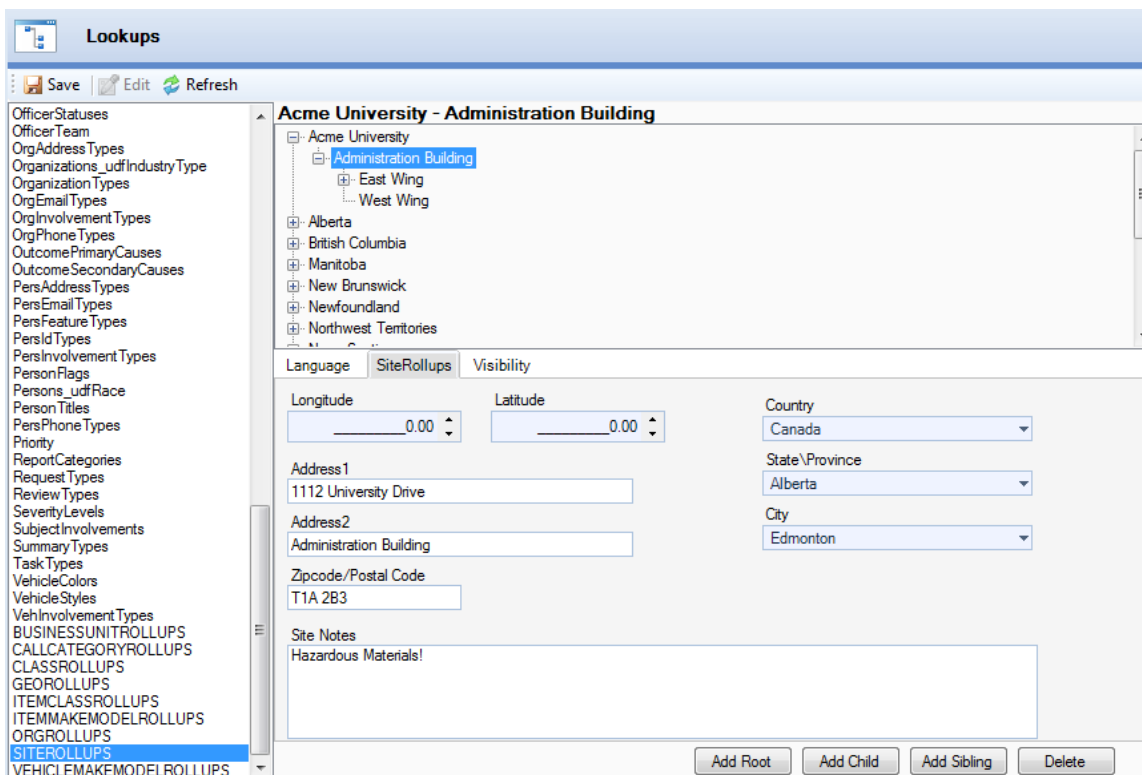 Lookups
Save Edit Refresh
OfficerStatuses
OfficerTeam
OrgAddressTypes
Organizations_udfIndustryType
OrganizationTypes
OrgEmailTypes
OrgInvolvementTypes
OrgPhoneTypes
OutcomePrimaryCauses
OutcomeSecondaryCauses
PersAddressTypes
PersEmailTypes
PersFeatureTypes
PersIdTypes
PersInvolvementTypes
PersonFlags
Persons_udfRace
PersonTitles
PersPhoneTypes
Priority
ReportCategories
RequestTypes
ReviewTypes
SeverityLevels
SubjectInvolvements
SummaryTypes
TaskTypes
VehicleColors
VehicleStyles
VehInvolvementTypes
BUSINESSUNITROLLUPS
CALLCATEGORYROLLUPS
CLASSROLLUPS
GEOROLLUPS
ITEMCLASSROLLUPS
ITEMMAKEMODELROLLUPS
ORGROLLUPS
SITEROLLUPS
VEHICLEMAKEMODELROLLUPS
Acme University - Administration Building
Acme University
Administration Building
East Wing
West Wing
Alberta
British Columbia
Manitoba
New Brunswick
Newfoundland
Northwest Territories
Language SiteRollups Visibility
Longitude Latitude
__________0.00 __________0.00
Address1
1112 University Drive
Address2
Administration Building
Zipcode/Postal Code
T1A 2B3
Country
Canada
State\Province
Alberta
City
Edmonton
Site Notes
Hazardous Materials!
Add Root Add Child Add Sibling Delete